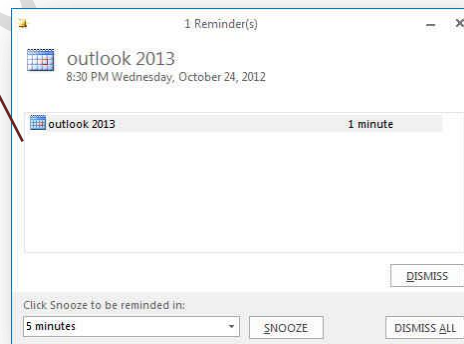 1 Reminder(s)
outlook 2013
8:30 PM Wednesday, October 24, 2012
outlook 2013 1 minute
DISMISS
Click Snooze to be reminded in:
5 minutes SNOOZE DISMISS ALL